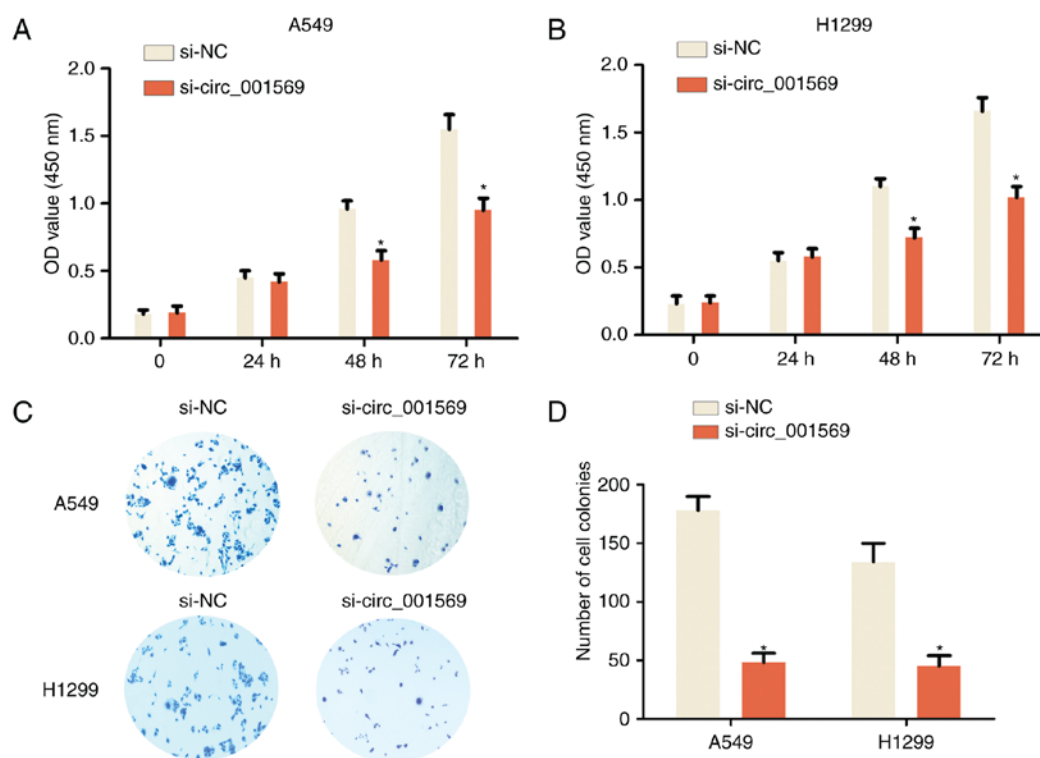 A
A549
si-NC
si-circ_001569
OD value (450 nm)
2.0
1.5
1.0
0.5
0.0
*
*
0
24 h
48 h
72 h
B
H1299
si-NC
si-circ_001569
OD value (450 nm)
2.0
1.5
1.0
0.5
0.0
*
*
0
24 h
48 h
72 h
C
si-NC
si-circ_001569
A549
si-NC
si-circ_001569
H1299
D
si-NC
si-circ_001569
Number of cell colonies
200
150
100
50
0
*
*
A549
H1299